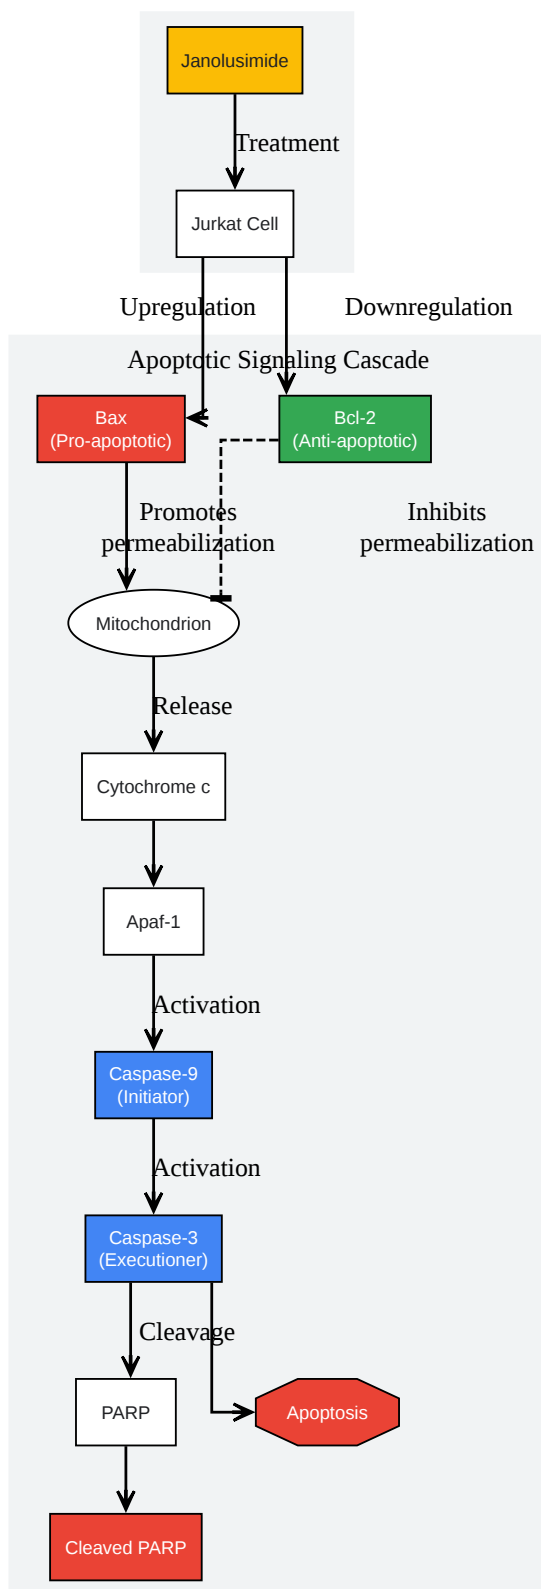 Janolusimide
Treatment
Jurkat Cell
Upregulation
Downregulation
Apoptotic Signaling Cascade
Bax
(Pro-apoptotic)
Bcl-2
(Anti-apoptotic)
Promotes
permeabilization
Inhibits
permeabilization
Mitochondrion
Release
Cytochrome c
Apaf-1
Activation
Caspase-9
(Initiator)
Activation
Caspase-3
(Executioner)
Cleavage
PARP
Apoptosis
Cleaved PARP